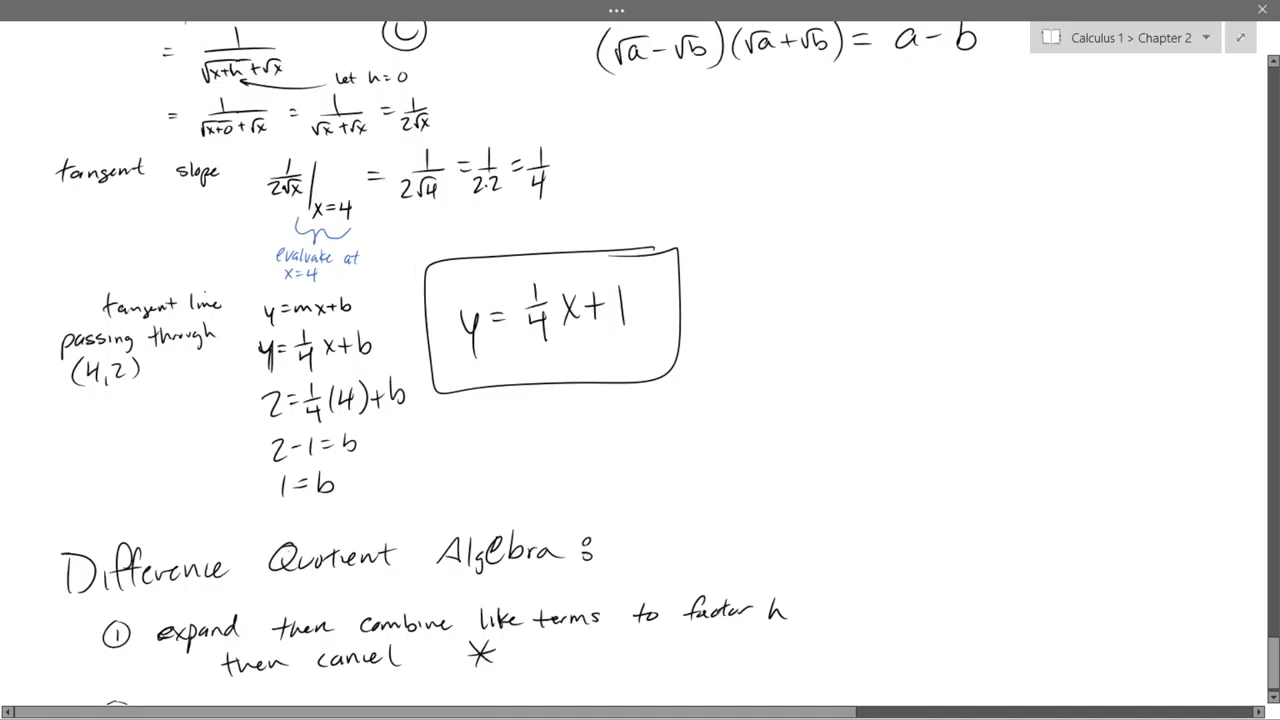 Calculus 1 > Chapter 2
(√a - √b)(√a + √b) = a - b
= 1/(√x+h + √x)
let h=0
= 1/(√x+0 + √x) = 1/(√x + √x) = 1/(2√x)
tangent slope 1/(2√x) | x=4 = 1/(2√4) = 1/(2·2) = 1/4
evaluate at
x=4
tangent line
passing through
(4,2)
y=mx+b
y=1/4 x+b
2=1/4(4)+b
2-1=b
1=b
y = 1/4 x + 1
Difference Quotient Algebra:
① expand then combine like terms to factor h
then cancel *